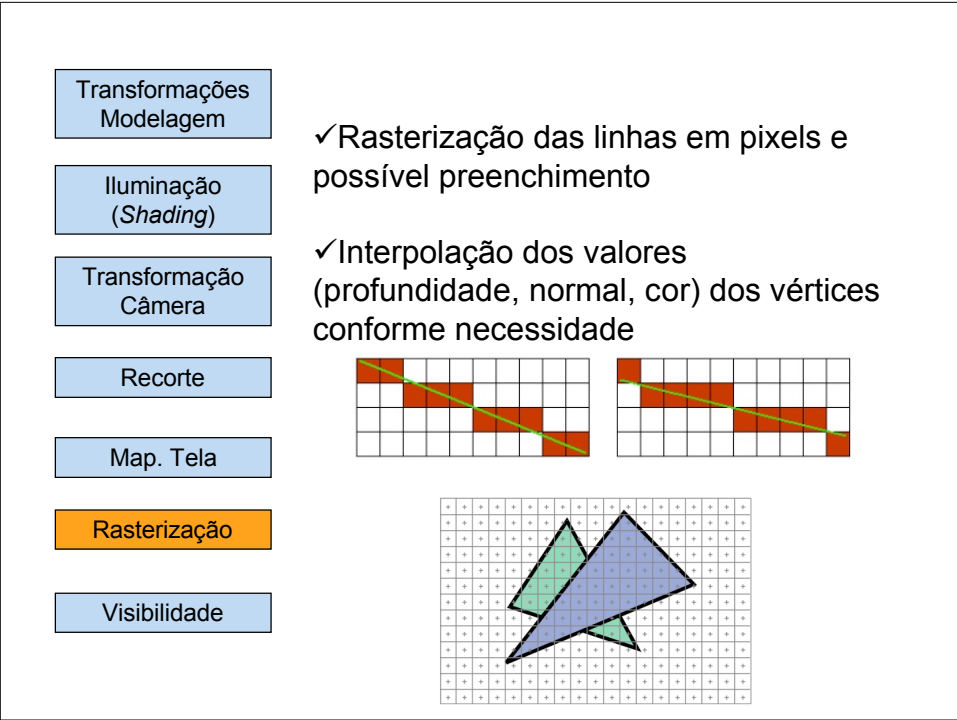 Transformações
Modelagem
Iluminação
(Shading)
Transformação
Câmera
Recorte
Map. Tela
Rasterização
Visibilidade
✓Rasterização das linhas em pixels e
possível preenchimento
✓Interpolação dos valores
(profundidade, normal, cor) dos vértices
conforme necessidade